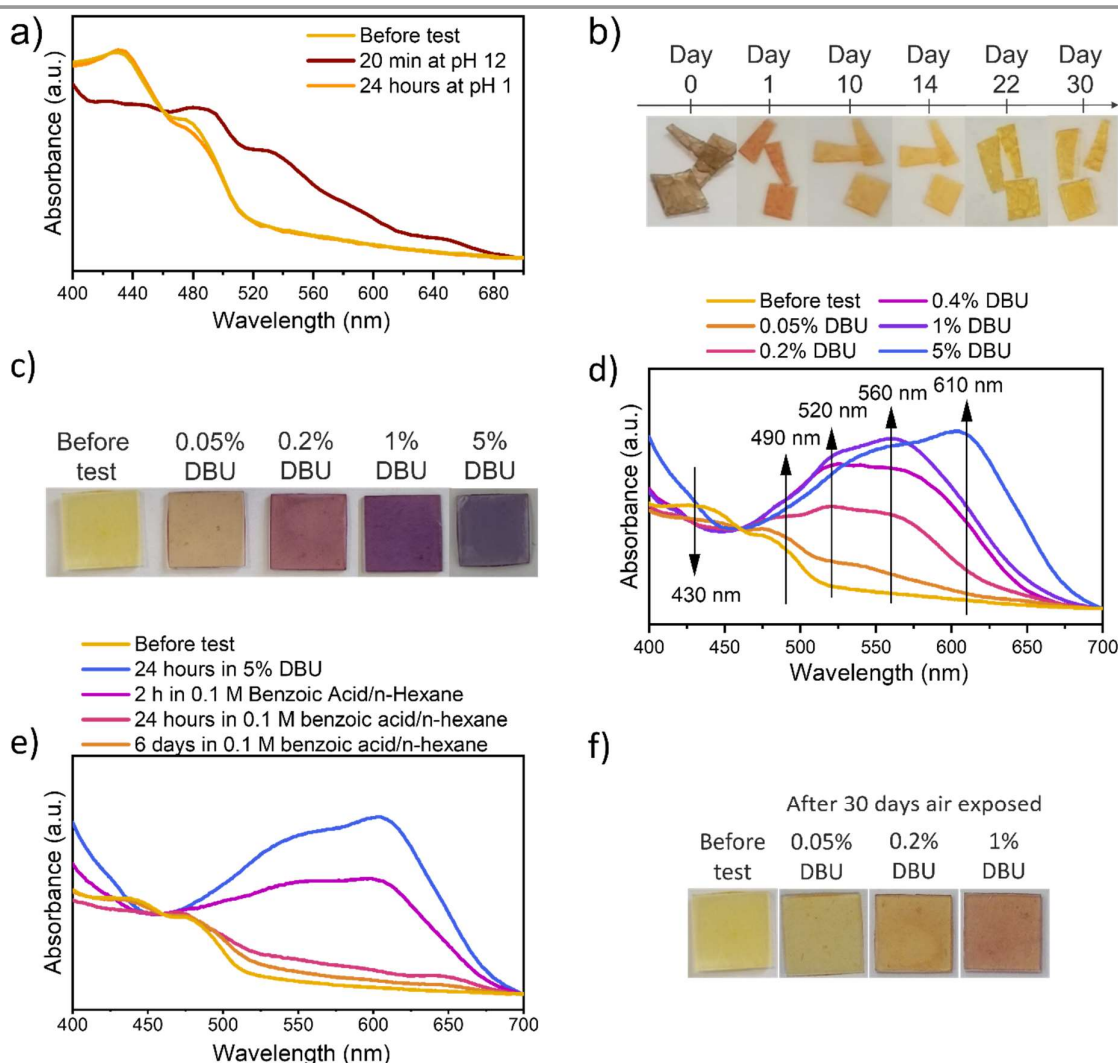 a)
Before test
20 min at pH 12
24 hours at pH 1
Absorbance (a.u.)
400 440 480 520 560 600 640 680
Wavelength (nm)
b)
Day Day Day Day Day Day
0 1 10 14 22 30
c)
Before 0.05% 0.2% 1% 5%
test DBU DBU DBU DBU
Before test 0.4% DBU
0.05% DBU 1% DBU
0.2% DBU 5% DBU
d)
610 nm
560 nm
520 nm
490 nm
430 nm
Absorbance (a.u.)
400 450 500 550 600 650 700
Wavelength (nm)
Before test
24 hours in 5% DBU
2 h in 0.1 M Benzoic Acid/n-Hexane
24 hours in 0.1 M benzoic acid/n-hexane
6 days in 0.1 M benzoic acid/n-hexane
e)
Absorbance (a.u.)
400 450 500 550 600 650 700
Wavelength (nm)
f)
After 30 days air exposed
Before 0.05% 0.2% 1%
test DBU DBU DBU